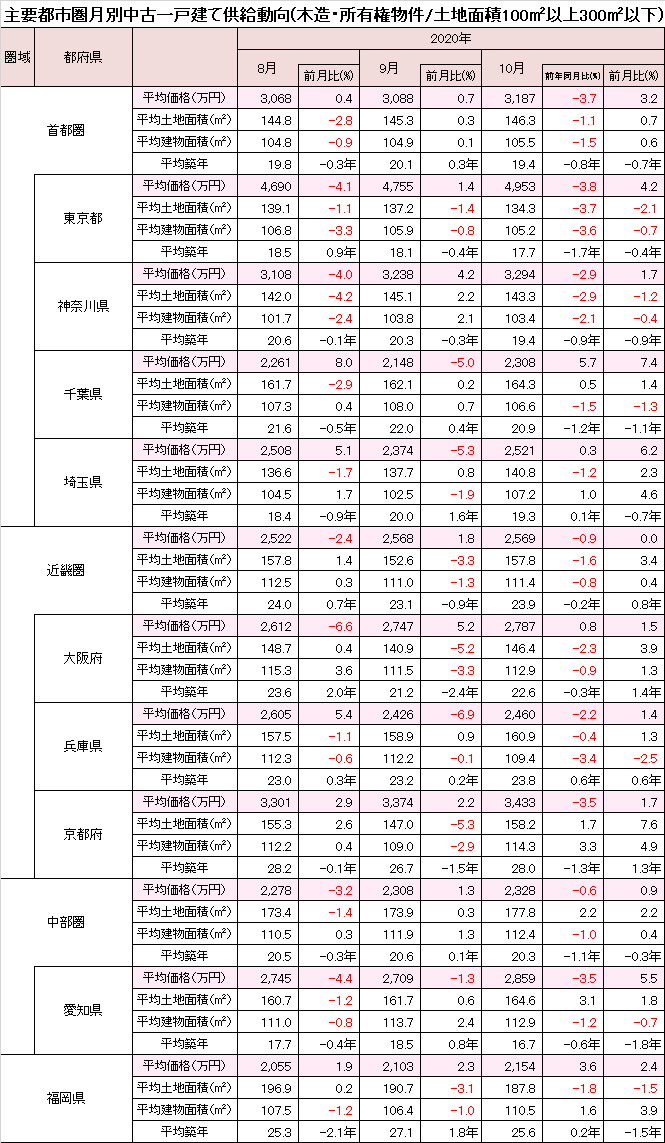 主要都市圏月別中古一戸建て供給動向(木造・所有権物件/土地面積100㎡以上300㎡以下)
圏域 都府県 2020年
8月 前月比(%) 9月 前月比(%) 10月 前年同月比(%) 前月比(%)
首都圏
平均価格(万円) 3,068 0.4 3,088 0.7 3,187 -3.7 3.2
平均土地面積(㎡) 144.8 -2.8 145.3 0.3 146.3 -1.1 0.7
平均建物面積(㎡) 104.8 -0.9 104.9 0.1 105.5 -1.5 0.6
平均築年 19.8 -0.3年 20.1 0.3年 19.4 -0.8年 -0.7年
東京都
平均価格(万円) 4,690 -4.1 4,755 1.4 4,953 -3.8 4.2
平均土地面積(㎡) 139.1 -1.1 137.2 -1.4 134.3 -3.7 -2.1
平均建物面積(㎡) 106.8 -3.3 105.9 -0.8 105.2 -3.6 -0.7
平均築年 18.5 0.9年 18.1 -0.4年 17.7 -1.7年 -0.4年
神奈川県
平均価格(万円) 3,108 -4.0 3,238 4.2 3,294 -2.9 1.7
平均土地面積(㎡) 142.0 -4.2 145.1 2.2 143.3 -2.9 -1.2
平均建物面積(㎡) 101.7 -2.4 103.8 2.1 103.4 -2.1 -0.4
平均築年 20.6 -0.1年 20.3 -0.3年 19.4 -0.9年 -0.9年
千葉県
平均価格(万円) 2,261 8.0 2,148 -5.0 2,308 5.7 7.4
平均土地面積(㎡) 161.7 -2.9 162.1 0.2 164.3 0.5 1.4
平均建物面積(㎡) 107.3 0.4 108.0 0.7 106.6 -1.5 -1.3
平均築年 21.6 -0.5年 22.0 0.4年 20.9 -1.2年 -1.1年
埼玉県
平均価格(万円) 2,508 5.1 2,374 -5.3 2,521 0.3 6.2
平均土地面積(㎡) 136.6 -1.7 137.7 0.8 140.8 -1.2 2.3
平均建物面積(㎡) 104.5 1.7 102.5 -1.9 107.2 1.0 4.6
平均築年 18.4 -0.9年 20.0 1.6年 19.3 0.1年 -0.7年
近畿圏
平均価格(万円) 2,522 -2.4 2,568 1.8 2,569 -0.9 0.0
平均土地面積(㎡) 157.8 1.4 152.6 -3.3 157.8 -1.6 3.4
平均建物面積(㎡) 112.5 0.3 111.0 -1.3 111.4 -0.8 0.4
平均築年 24.0 0.7年 23.1 -0.9年 23.9 -0.2年 0.8年
大阪府
平均価格(万円) 2,612 -6.6 2,747 5.2 2,787 0.8 1.5
平均土地面積(㎡) 148.7 0.4 140.9 -5.2 146.4 -2.3 3.9
平均建物面積(㎡) 115.3 3.6 111.5 -3.3 112.9 -0.9 1.3
平均築年 23.6 2.0年 21.2 -2.4年 22.6 -0.3年 1.4年
兵庫県
平均価格(万円) 2,605 5.4 2,426 -6.9 2,460 -2.2 1.4
平均土地面積(㎡) 157.5 -1.1 158.9 0.9 160.9 -0.4 1.3
平均建物面積(㎡) 112.3 -0.6 112.2 -0.1 109.4 -3.4 -2.5
平均築年 23.0 0.3年 23.2 0.2年 23.8 0.6年 0.6年
京都府
平均価格(万円) 3,301 2.9 3,374 2.2 3,433 -3.5 1.7
平均土地面積(㎡) 155.3 2.6 147.0 -5.3 158.2 1.7 7.6
平均建物面積(㎡) 112.2 0.4 109.0 -2.9 114.3 3.3 4.9
平均築年 28.2 -0.1年 26.7 -1.5年 28.0 -1.3年 1.3年
中部圏
平均価格(万円) 2,278 -3.2 2,308 1.3 2,328 -0.6 0.9
平均土地面積(㎡) 173.4 -1.4 173.9 0.3 177.8 2.2 2.2
平均建物面積(㎡) 110.5 0.3 111.9 1.3 112.4 -1.0 0.4
平均築年 20.5 -0.3年 20.6 0.1年 20.3 -1.1年 -0.3年
愛知県
平均価格(万円) 2,745 -4.4 2,709 -1.3 2,859 -3.5 5.5
平均土地面積(㎡) 160.7 -1.2 161.7 0.6 164.6 3.1 1.8
平均建物面積(㎡) 111.0 -0.8 113.7 2.4 112.9 -1.2 -0.7
平均築年 17.7 -0.4年 18.5 0.8年 16.7 -0.6年 -1.8年
福岡県
平均価格(万円) 2,055 1.9 2,103 2.3 2,154 3.6 2.4
平均土地面積(㎡) 196.9 0.2 190.7 -3.1 187.8 -1.8 -1.5
平均建物面積(㎡) 107.5 -1.2 106.4 -1.0 110.5 1.6 3.9
平均築年 25.3 -2.1年 27.1 1.8年 25.6 0.2年 -1.5年